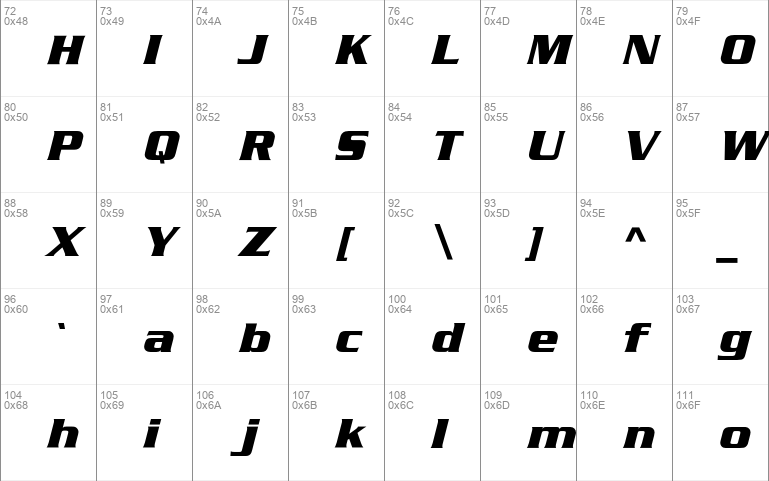 72 73 74 75 76 77 78 79
0x48 0x49 0x4A 0x4B 0x4C 0x4D 0x4E 0x4F
H I J K L M N O
80 81 82 83 84 85 86 87
0x50 0x51 0x52 0x53 0x54 0x55 0x56 0x57
P Q R S T U V W
88 89 90 91 92 93 94 95
0x58 0x59 0x5A 0x5B 0x5C 0x5D 0x5E 0x5F
X Y Z [ \ ] ^ _
96 97 98 99 100 101 102 103
0x60 0x61 0x62 0x63 0x64 0x65 0x66 0x67
` a b c d e f g
104 105 106 107 108 109 110 111
0x68 0x69 0x6A 0x6B 0x6C 0x6D 0x6E 0x6F
h i j k l m n o